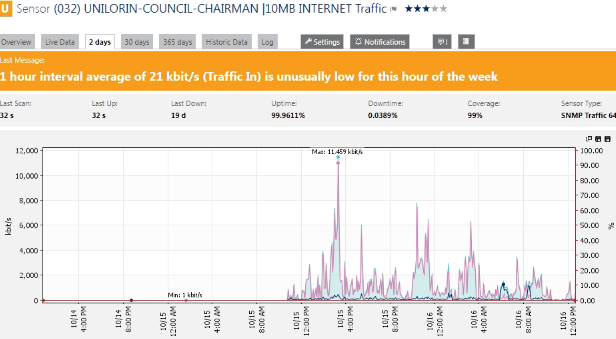 U Sensor (032) UNILORIN-COUNCIL-CHAIRMAN |10MB INTERNET Traffic
Overview Live Data 2 days 30 days 365 days Historic Data Log Settings Notifications
Last Message:
1 hour interval average of 21 kbit/s (Traffic In) is unusually low for this hour of the week
Last Scan: Last Up: Last Down: Uptime: Downtime: Coverage: Sensor Type:
32 s 32 s 19 d 99.9611% 0.0389% 99% SNMP Traffic 64
12,000 100.00
Max: 11,459 kbit/s
90.00
10,000
80.00
70.00
8,000
60.00
kbit/s 6,000 50.00 %
40.00
4,000
30.00
2,000 20.00
10.00
Min: 1 kbit/s
0 0.00
10/14 4:00 PM
10/14 8:00 PM
10/15 12:00 AM
10/15 4:00 AM
10/15 8:00 AM
10/15 12:00 PM
10/15 4:00 PM
10/15 8:00 PM
10/16 12:00 AM
10/16 4:00 AM
10/16 8:00 AM
10/16 12:00 PM